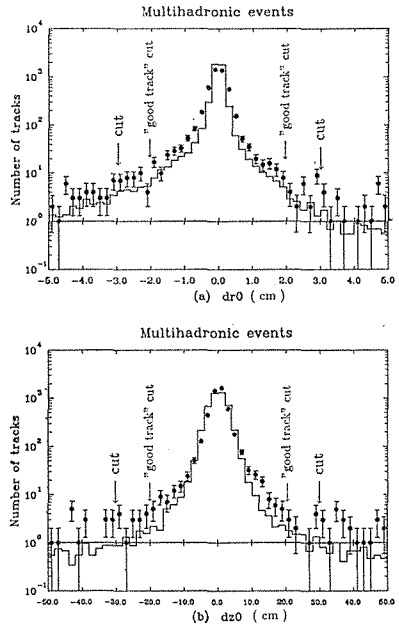 Multihadronic events
Number of tracks
10⁴
10³
10²
10¹
10⁰
10⁻¹
cut
"good track" cut
"good track" cut
cut
-5.0 -4.0 -3.0 -2.0 -1.0 0.0 1.0 2.0 3.0 4.0 5.0
(a) dr0 (cm)
Multihadronic events
Number of tracks
10⁴
10³
10²
10¹
10⁰
10⁻¹
cut
"good track" cut
"good track" cut
cut
-50.0 -40.0 -30.0 -20.0 -10.0 0.0 10.0 20.0 30.0 40.0 50.0
(b) dz0 (cm)